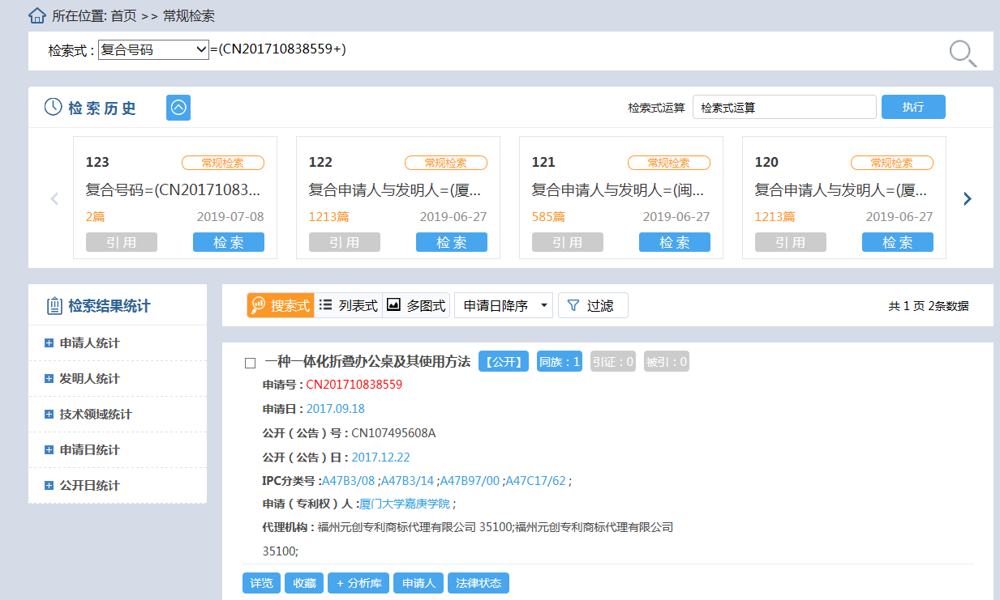 所在位置: 首页 >> 常规检索
检索式 : 复合号码 =(CN201710838559+)
检索历史
检索式运算 检索式运算 执行
123 常规检索
复合号码=(CN20171083...
2篇 2019-07-08
引用 检索
122 常规检索
复合申请人与发明人=(厦...
1213篇 2019-06-27
引用 检索
121 常规检索
复合申请人与发明人=(闽...
585篇 2019-06-27
引用 检索
120 常规检索
复合申请人与发明人=(厦...
1213篇 2019-06-27
引用 检索
检索结果统计
申请人统计
发明人统计
技术领域统计
申请日统计
公开日统计
搜索式 列表式 多图式 申请日降序 过滤 共 1 页 2条数据
一种一体化折叠办公桌及其使用方法 【公开】 同族：1 引证：0 被引：0
申请号 : CN201710838559
申请日 : 2017.09.18
公开（公告）号 : CN107495608A
公开（公告）日 : 2017.12.22
IPC分类号 :A47B3/08 ;A47B3/14 ;A47B97/00 ;A47C17/62 ;
申请（专利权）人 :厦门大学嘉庚学院 ;
代理机构 : 福州元创专利商标代理有限公司 35100;福州元创专利商标代理有限公司
35100;
详览 收藏 + 分析库 申请人 法律状态